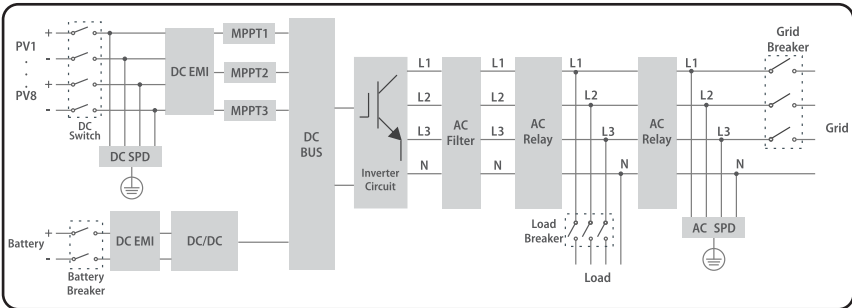 PV1
.
.
PV8
+
-
+
-
DC
Switch
DC SPD
DC EMI
MPPT1
MPPT2
MPPT3
Battery
+
-
Battery
Breaker
DC EMI
DC/DC
DC
BUS
Inverter
Circuit
L1
L2
L3
N
AC
Filter
L1
L2
L3
N
AC
Relay
L1
L2
L3
N
Load
Breaker
Load
AC
Relay
L1
L2
L3
N
AC SPD
Grid
Breaker
Grid